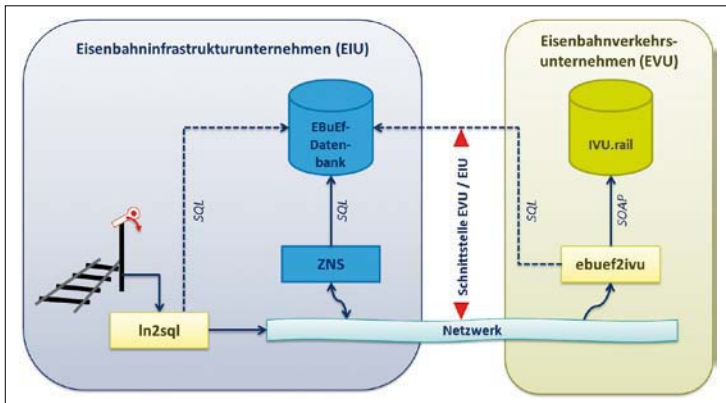 Eisenbahninfrastrukturunternehmen (EIU)
Eisenbahnverkehrs-
unternehmen (EVU)
EBuEf-
Daten-
bank
IVU.rail
SQL
SQL
Schnittstelle EVU / EIU
SQL
SOAP
ZNS
ebuef2ivu
ln2sql
Netzwerk